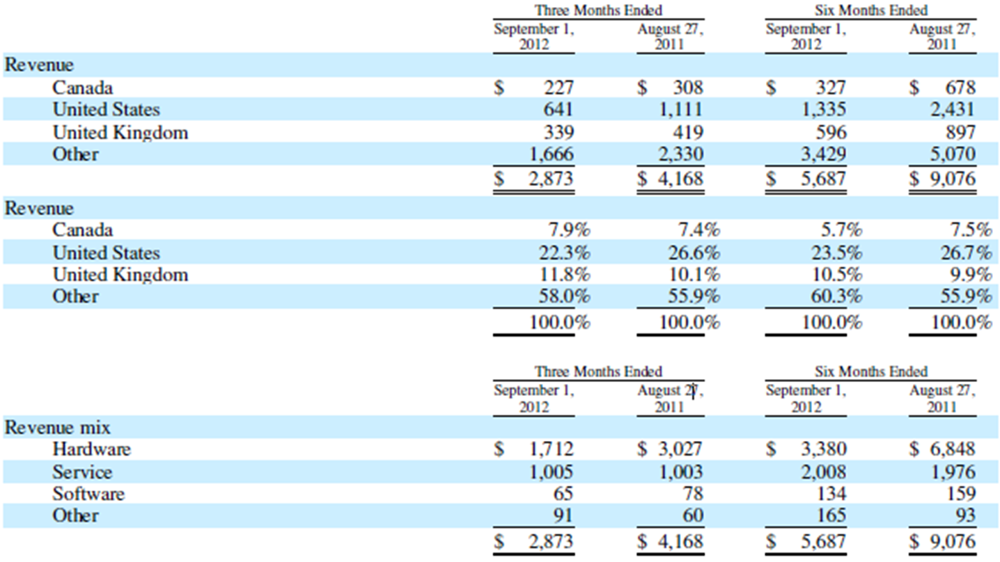 Three Months Ended Six Months Ended
September 1, August 27, September 1, August 27,
2012 2011 2012 2011
Revenue
Canada $ 227 $ 308 $ 327 $ 678
United States 641 1,111 1,335 2,431
United Kingdom 339 419 596 897
Other 1,666 2,330 3,429 5,070
$ 2,873 $ 4,168 $ 5,687 $ 9,076
Revenue
Canada 7.9% 7.4% 5.7% 7.5%
United States 22.3% 26.6% 23.5% 26.7%
United Kingdom 11.8% 10.1% 10.5% 9.9%
Other 58.0% 55.9% 60.3% 55.9%
100.0% 100.0% 100.0% 100.0%
Three Months Ended Six Months Ended
September 1, August 27, September 1, August 27,
2012 2011 2012 2011
Revenue mix
Hardware $ 1,712 $ 3,027 $ 3,380 $ 6,848
Service 1,005 1,003 2,008 1,976
Software 65 78 134 159
Other 91 60 165 93
$ 2,873 $ 4,168 $ 5,687 $ 9,076